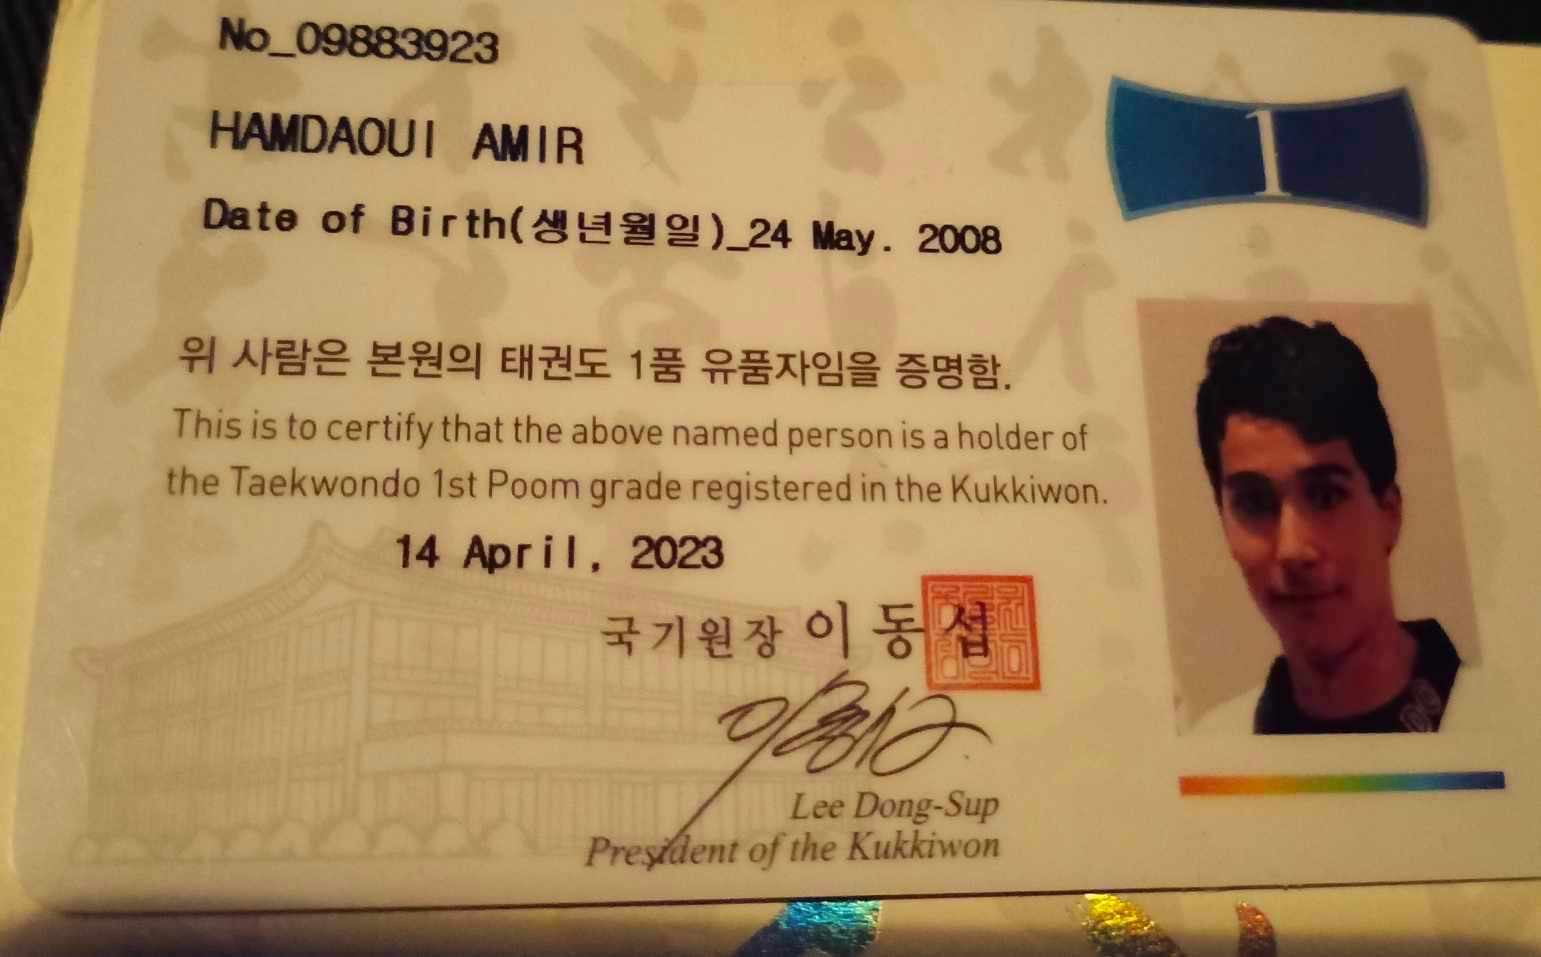 No_09883923
1
HAMDAOUI AMIR
Date of Birth(생년월일)_24 May. 2008
위 사람은 본원의 태권도 1품 유품자임을 증명함.
This is to certify that the above named person is a holder of
the Taekwondo 1st Poom grade registered in the Kukkiwon.
14 April, 2023
국기원장 이동섭
Lee Dong-Sup
President of the Kukkiwon